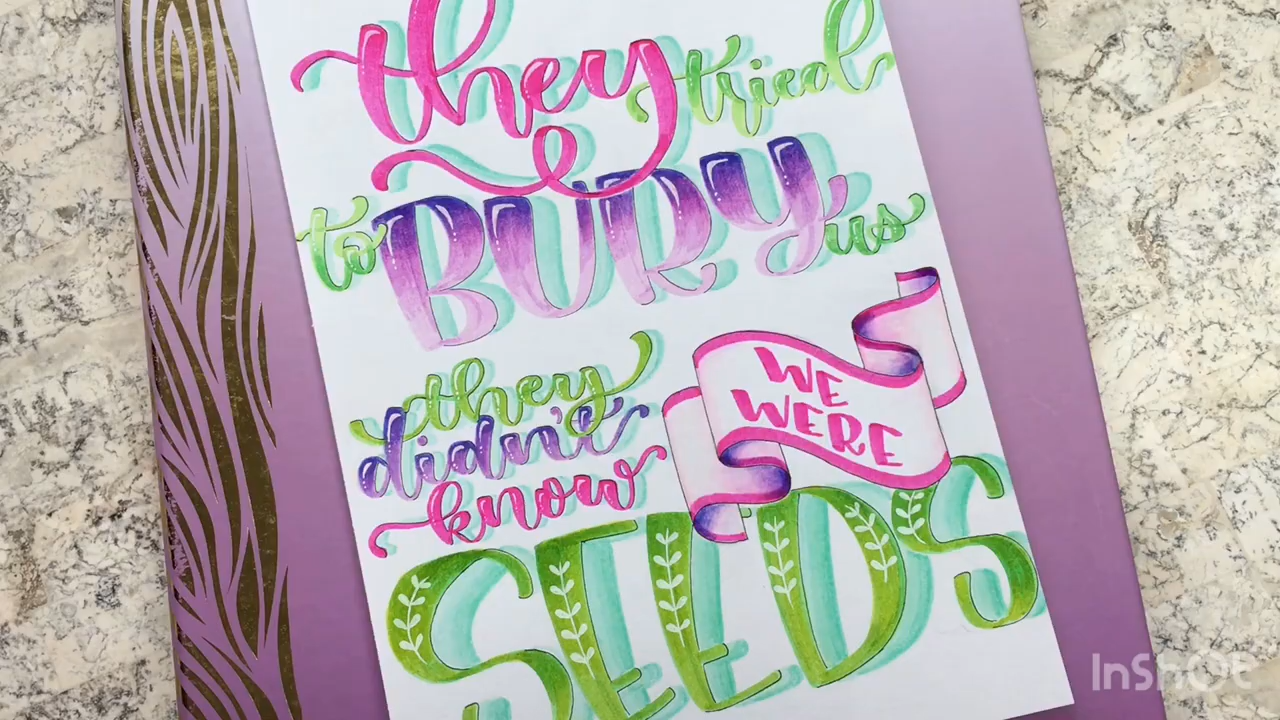 they tried
to BURY us
they
didn't
know
WE
WERE
SEEDS
InShOt